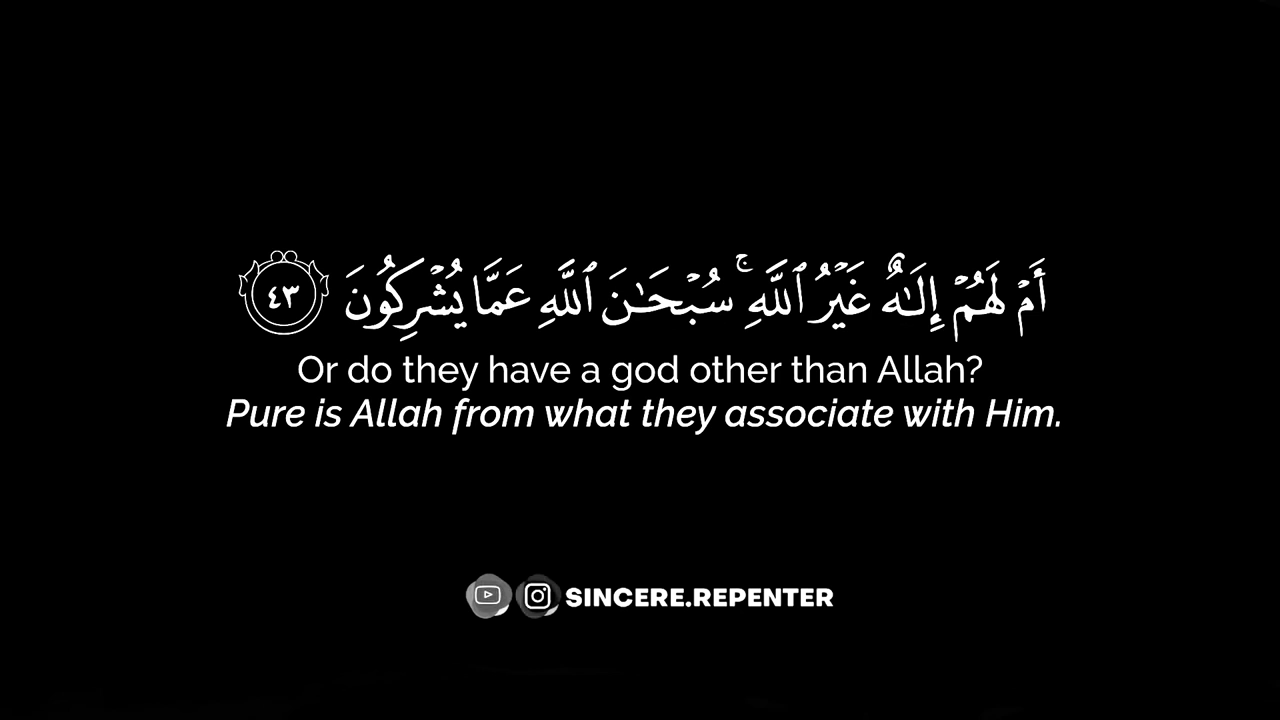 أَمْ لَهُمْ إِلَـٰهٌ غَيْرُ ٱللَّهِ ۚ سُبْحَـٰنَ ٱللَّهِ عَمَّا يُشْرِكُونَ ٤٣
Or do they have a god other than Allah?
Pure is Allah from what they associate with Him.
SINCERE.REPENTER